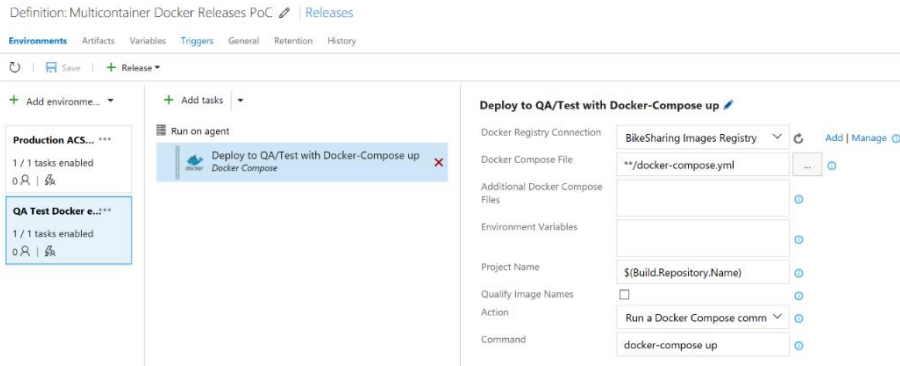 Definition: Multicontainer Docker Releases PoC | Releases
Environments Artifacts Variables Triggers General Retention History
Save + Release
+ Add environme...
Production ACS... ***
1 / 1 tasks enabled
0
QA Test Docker e...***
1 / 1 tasks enabled
0
+ Add tasks
Run on agent
Deploy to QA/Test with Docker-Compose up
docker Docker Compose
Deploy to QA/Test with Docker-Compose up
Docker Registry Connection BikeSharing Images Registry Add | Manage
Docker Compose File **/docker-compose.yml ...
Additional Docker Compose
Files
Environment Variables
Project Name $(Build.Repository.Name)
Qualify Image Names
Action Run a Docker Compose comm
Command docker-compose up